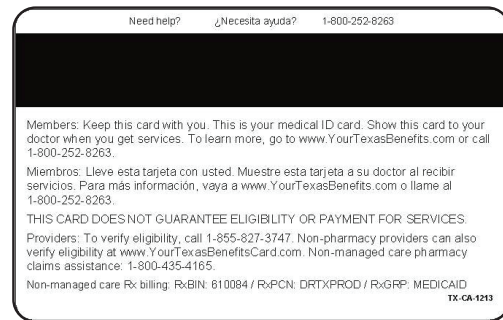 Need help? ¿Necesita ayuda? 1-800-252-8263
Members: Keep this card with you. This is your medical ID card. Show this card to your
doctor when you get services. To learn more, go to www.YourTexasBenefits.com or call
1-800-252-8263.
Miembros: Lleve esta tarjeta con usted. Muestre esta tarjeta a su doctor al recibir
servicios. Para más información, vaya a www.YourTexasBenefits.com o llame al
1-800-252-8263.
THIS CARD DOES NOT GUARANTEE ELIGIBILITY OR PAYMENT FOR SERVICES.
Providers: To verify eligibility, call 1-855-827-3747. Non-pharmacy providers can also
verify eligibility at www.YourTexasBenefitsCard.com. Non-managed care pharmacy
claims assistance: 1-800-435-4165.
Non-managed care Rx billing: RxBIN: 610084 / RxPCN: DRTXPROD / RxGRP: MEDICAID
TX-CA-1213